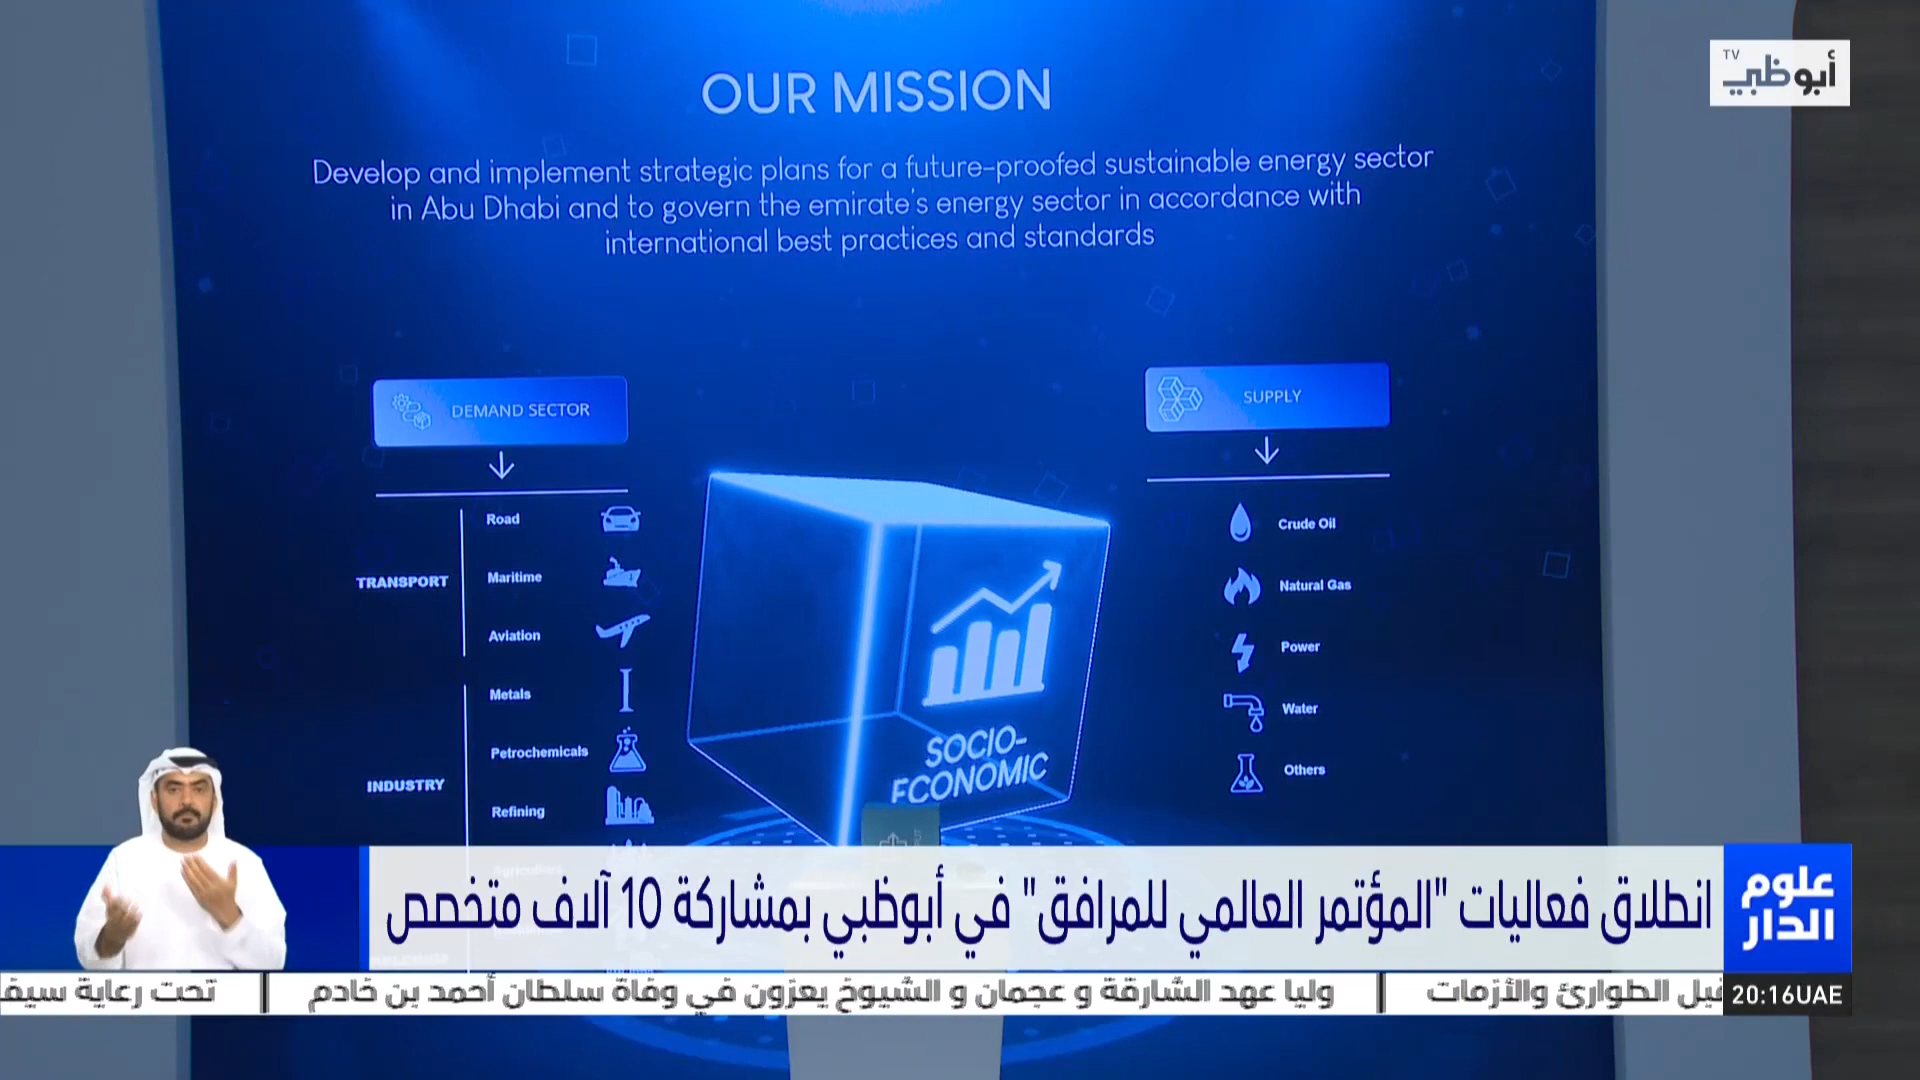 TV
أبوظبي
OUR MISSION
Develop and implement strategic plans for a future-proofed sustainable energy sector
in Abu Dhabi and to govern the emirate's energy sector in accordance with
international best practices and standards
DEMAND SECTOR
SUPPLY
TRANSPORT
Road
Maritime
Aviation
INDUSTRY
Metals
Petrochemicals
Refining
SOCIO-
ECONOMIC
Crude Oil
Natural Gas
Power
Water
Others
علوم
الدار
انطلاق فعاليات "المؤتمر العالمي للمرافق" في أبوظبي بمشاركة 10 آلاف متخصص
الطوارئ والأزمات | وليا عهد الشارقة و عجمان و الشيوخ يعزون في وفاة سلطان أحمد بن خادم | تحت رعاية
20:16UAE